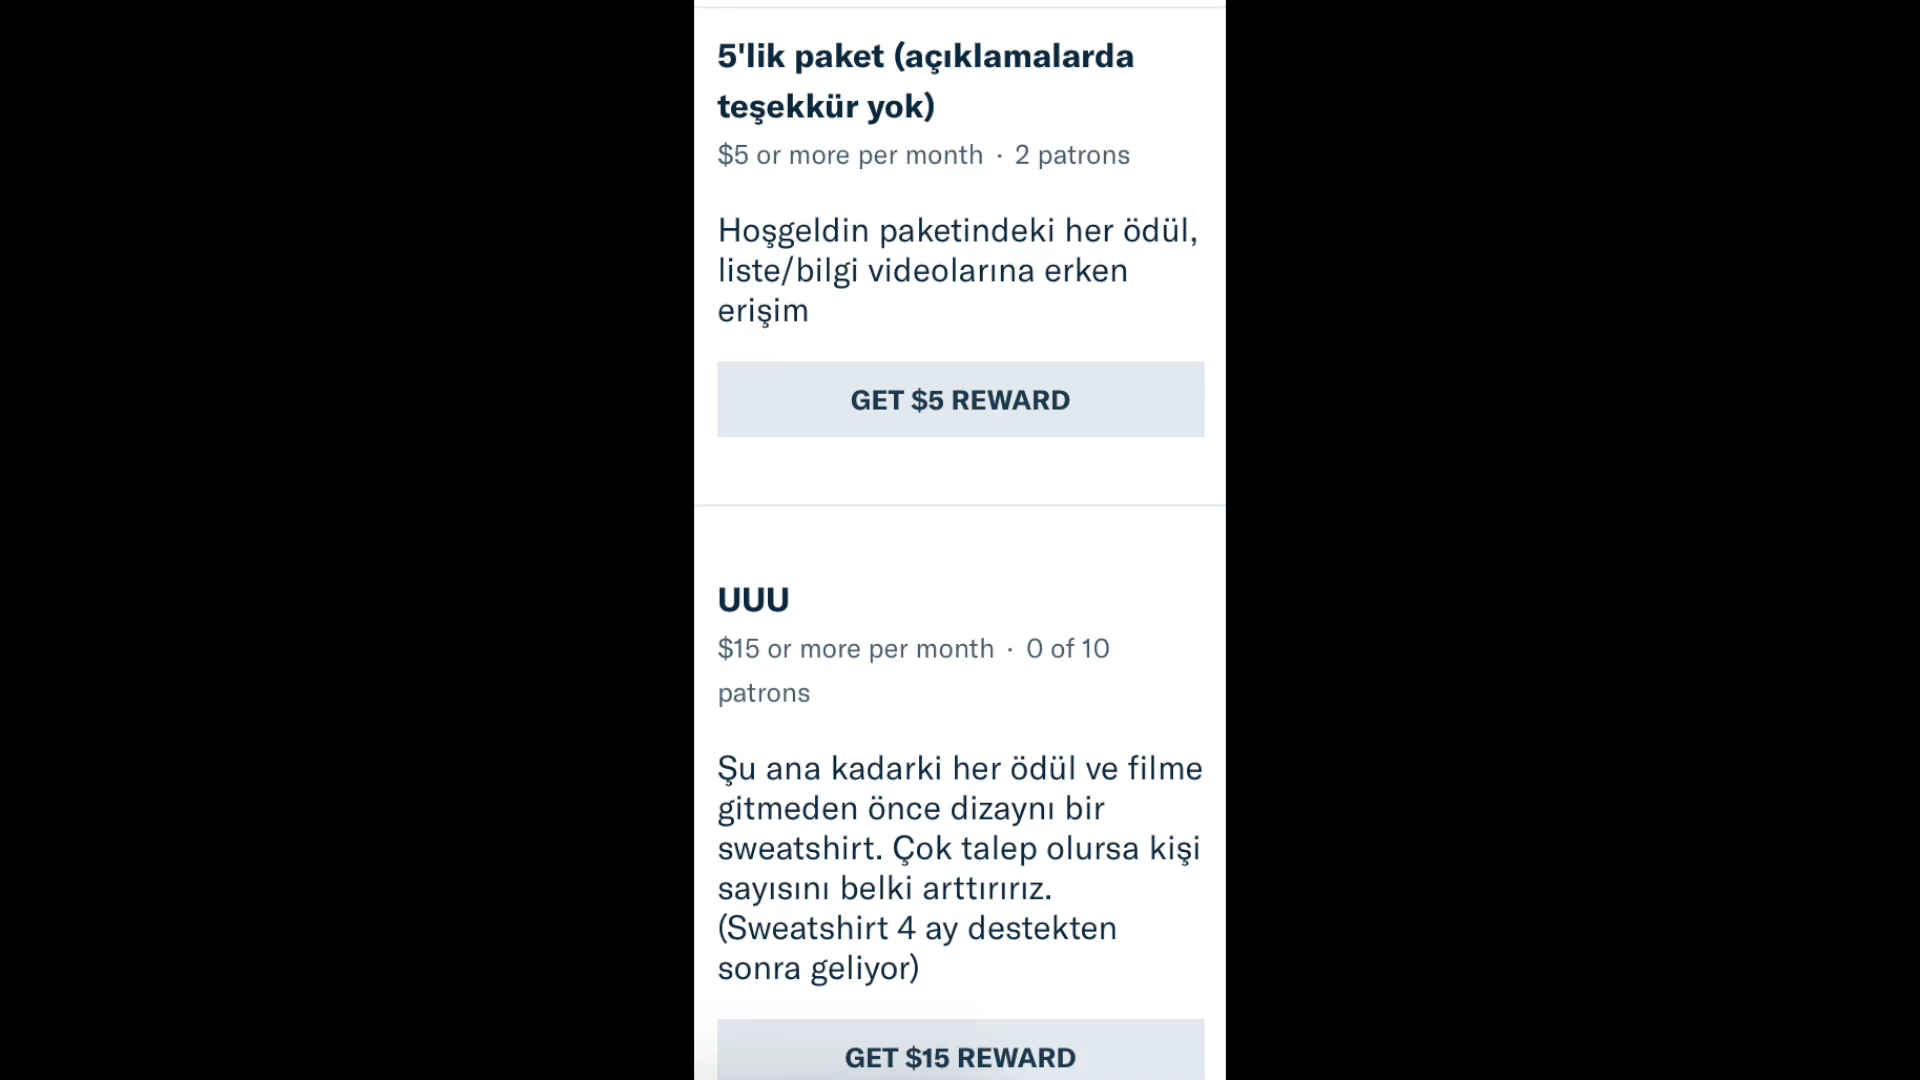 5'lik paket (açıklamalarda
teşekkür yok)
$5 or more per month · 2 patrons
Hoşgeldin paketindeki her ödül,
liste/bilgi videolarına erken
erişim
GET $5 REWARD
UUU
$15 or more per month · 0 of 10
patrons
Şu ana kadarki her ödül ve filme
gitmeden önce dizaynı bir
sweatshirt. Çok talep olursa kişi
sayısını belki arttırırız.
(Sweatshirt 4 ay destekten
sonra geliyor)
GET $15 REWARD